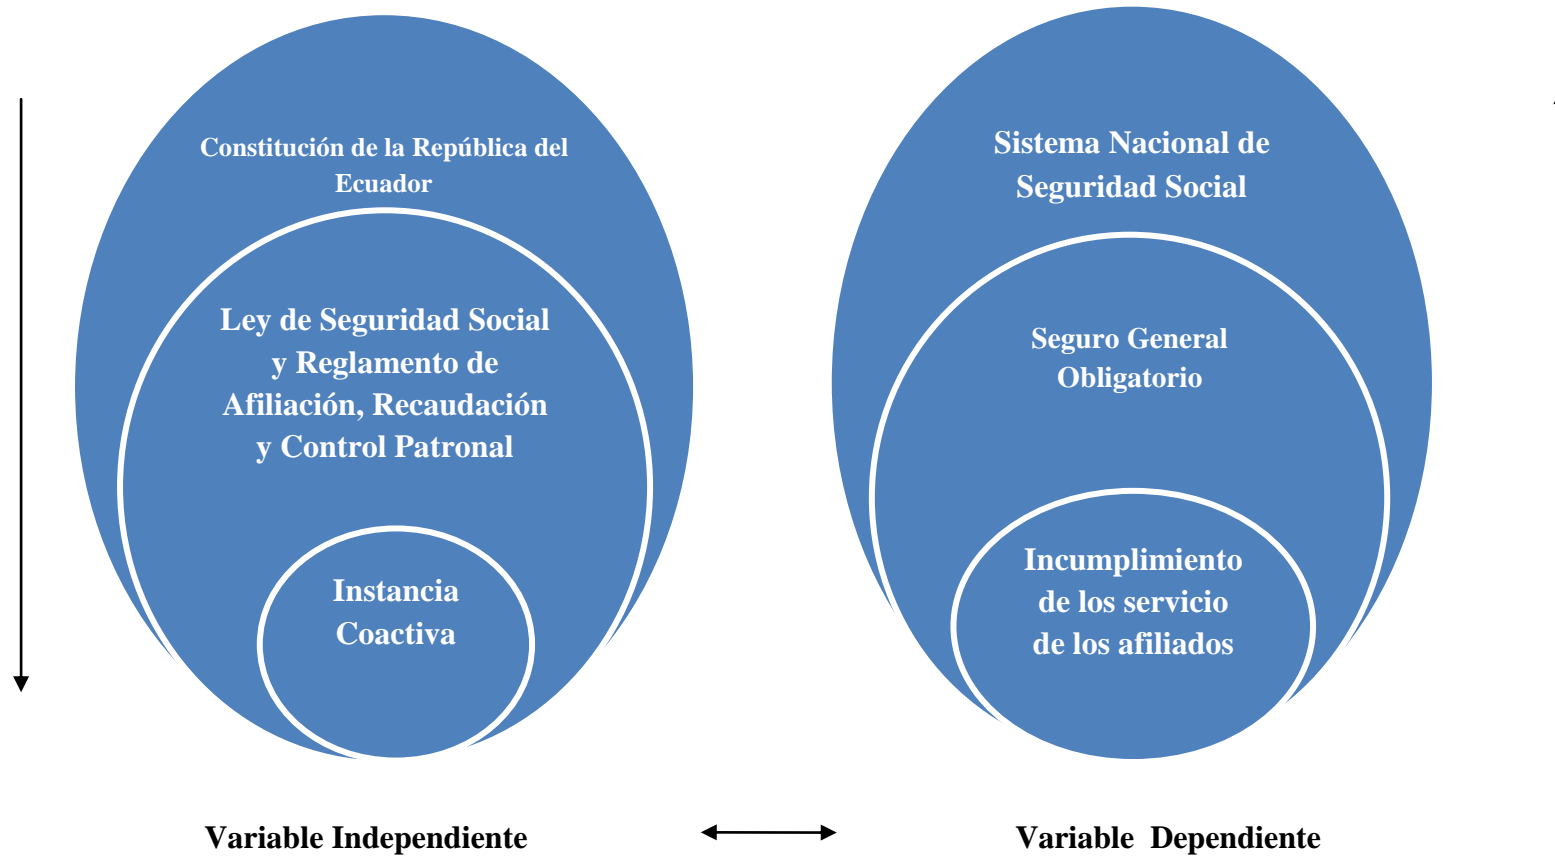 Constitución de la República del
Ecuador
Ley de Seguridad Social
y Reglamento de
Afiliación, Recaudación
y Control Patronal
Instancia
Coactiva
Sistema Nacional de
Seguridad Social
Seguro General
Obligatorio
Incumplimiento
de los servicio
de los afiliados
Variable Independiente
Variable  Dependiente